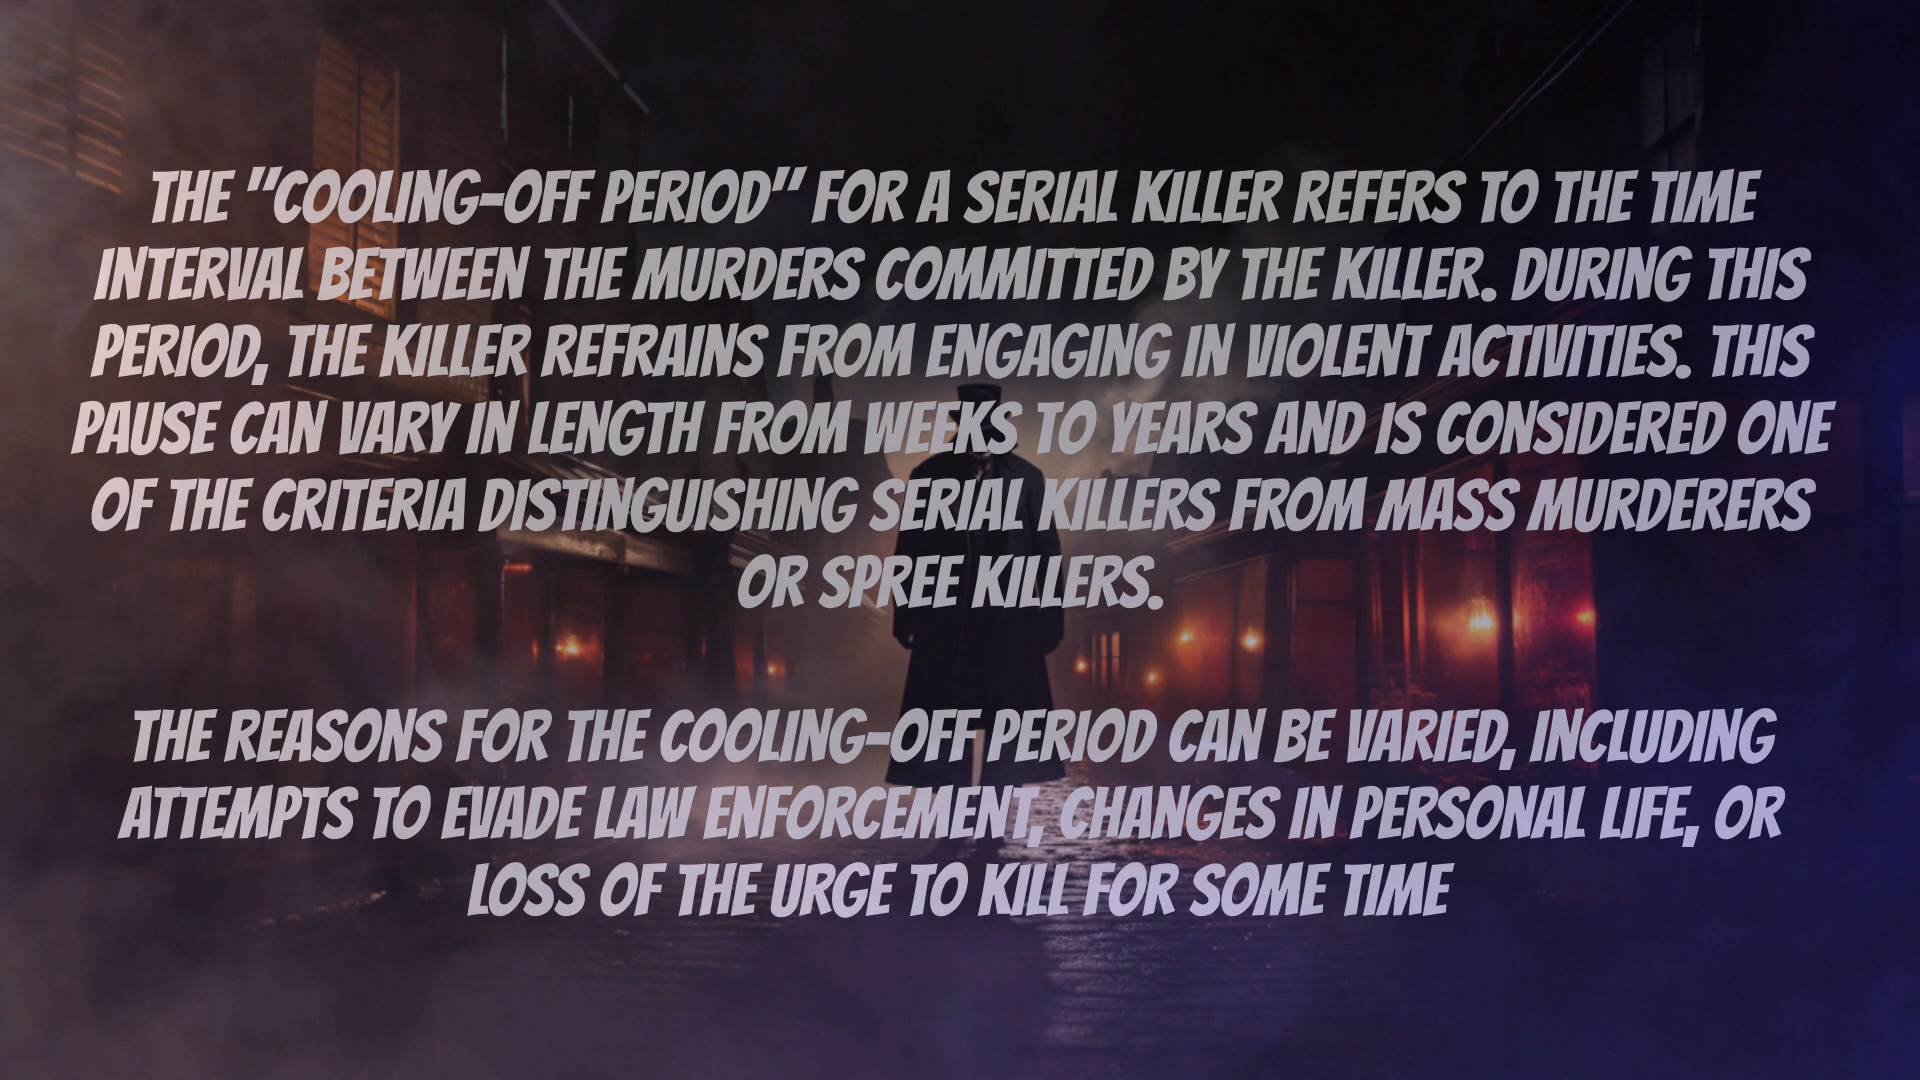 THE "COOLING-OFF PERIOD" FOR A SERIAL KILLER REFERS TO THE TIME
INTERVAL BETWEEN THE MURDERS COMMITTED BY THE KILLER. DURING THIS
PERIOD, THE KILLER REFRAINS FROM ENGAGING IN VIOLENT ACTIVITIES. THIS
PAUSE CAN VARY IN LENGTH FROM WEEKS TO YEARS AND IS CONSIDERED ONE
OF THE CRITERIA DISTINGUISHING SERIAL KILLERS FROM MASS MURDERERS
OR SPREE KILLERS.
THE REASONS FOR THE COOLING-OFF PERIOD CAN BE VARIED, INCLUDING
ATTEMPTS TO EVADE LAW ENFORCEMENT, CHANGES IN PERSONAL LIFE, OR
LOSS OF THE URGE TO KILL FOR SOME TIME